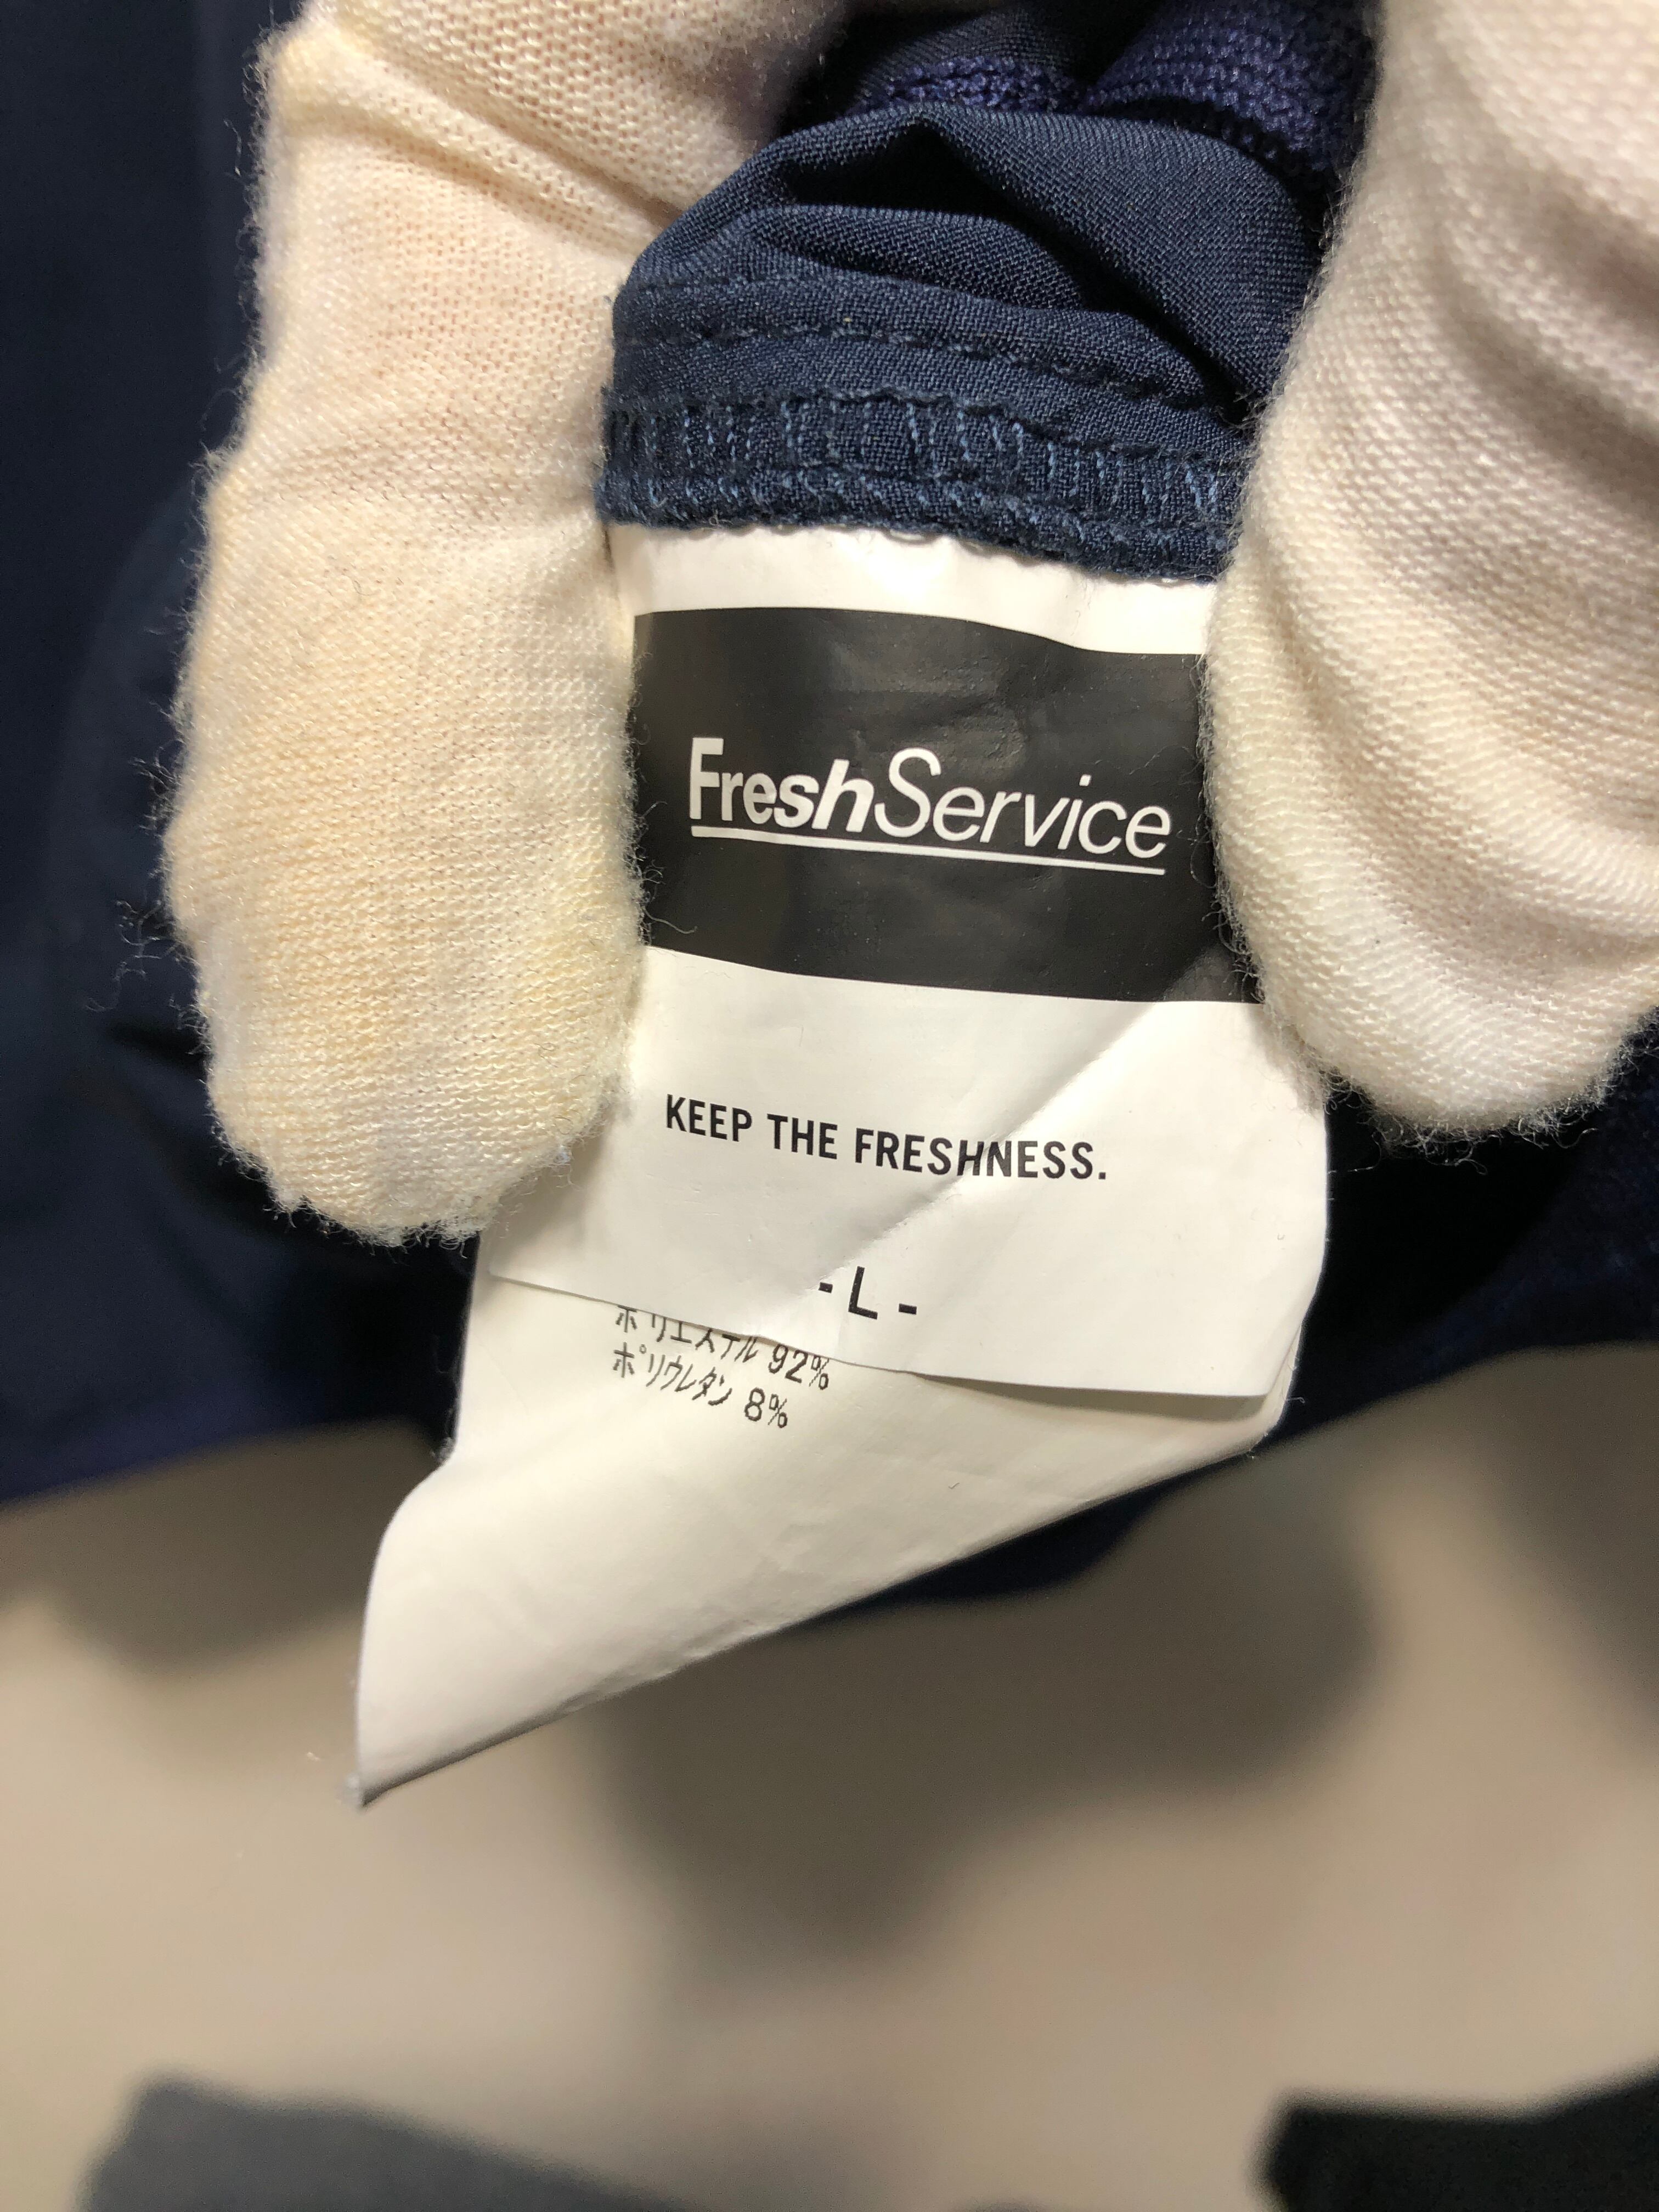 FreshService
KEEP THE FRESHNESS.
- L -
ポリエステル 92%
ポリウレタン 8%